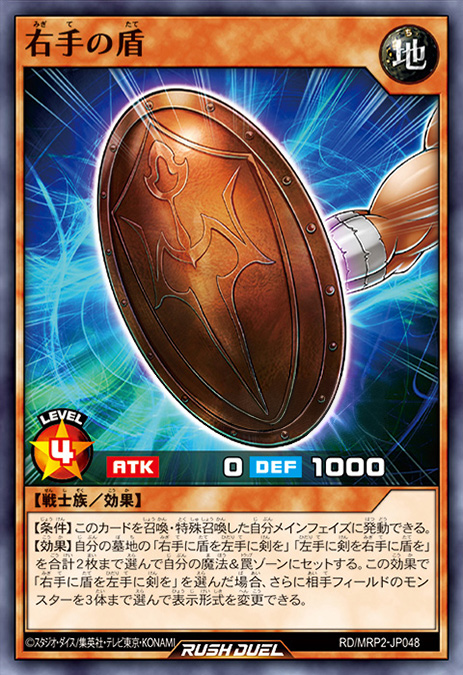 右手の盾
地
LEVEL
4
ATK 0 DEF 1000
【戦士族／効果】
【条件】このカードを召喚・特殊召喚した自分メインフェイズに発動できる。
【効果】自分の墓地の「右手に盾を左手に剣を」「左手に剣を右手に盾を」
を合計2枚まで選んで自分の魔法&罠ゾーンにセットする。この効果で
「右手に盾を左手に剣を」を選んだ場合、さらに相手フィールドのモン
スターを3体まで選んで表示形式を変更できる。
©スタジオ・ダイス/集英社・テレビ東京・KONAMI
RUSH DUEL
RD/MRP2-JP048